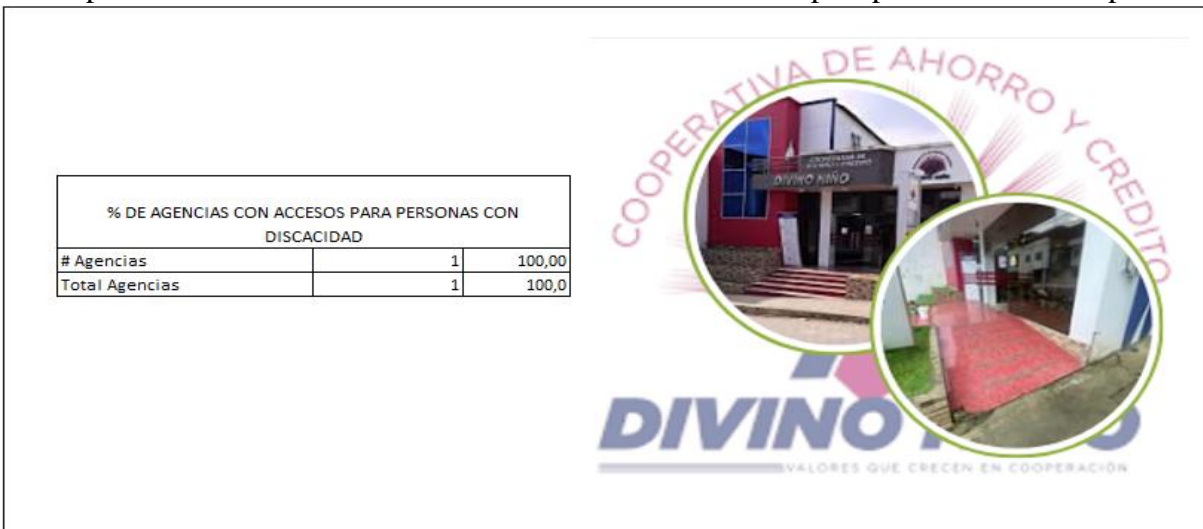 % DE AGENCIAS CON ACCESOS PARA PERSONAS CON
DISCACIDAD
# Agencias 1 100,00
Total Agencias 1 100,0
COOPERATIVA DE AHORRO Y CREDITO
DIVINO NIÑO
DIVINO
VALORES QUE CRECEN EN COOPERACIÓN